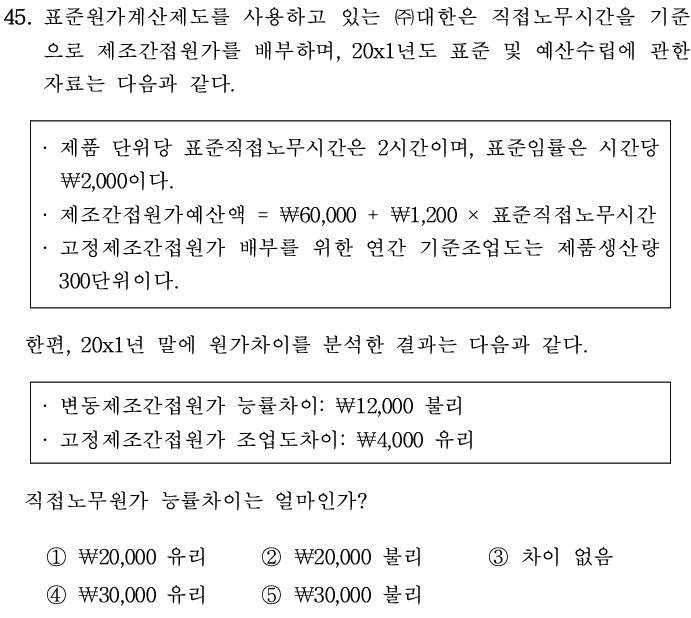 45. 표준원가계산제도를 사용하고 있는 ㈜대한은 직접노무시간을 기준
으로 제조간접원가를 배부하며, 20x1년도 표준 및 예산수립에 관한
자료는 다음과 같다.
· 제품 단위당 표준직접노무시간은 2시간이며, 표준임률은 시간당
₩2,000이다.
· 제조간접원가예산액 = ₩60,000 + ₩1,200 × 표준직접노무시간
· 고정제조간접원가 배부를 위한 연간 기준조업도는 제품생산량
300단위이다.
한편, 20x1년 말에 원가차이를 분석한 결과는 다음과 같다.
· 변동제조간접원가 능률차이: ₩12,000 불리
· 고정제조간접원가 조업도차이: ₩4,000 유리
직접노무원가 능률차이는 얼마인가?
① ₩20,000 유리 ② ₩20,000 불리 ③ 차이 없음
④ ₩30,000 유리 ⑤ ₩30,000 불리